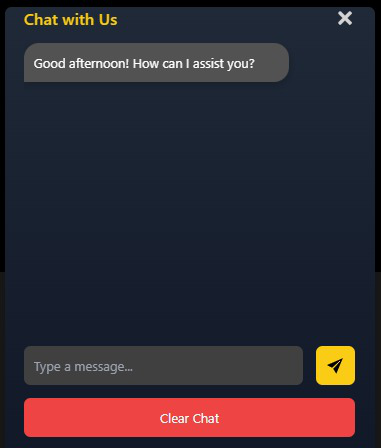 Chat with Us
Good afternoon! How can I assist you?
Type a message...
Clear Chat